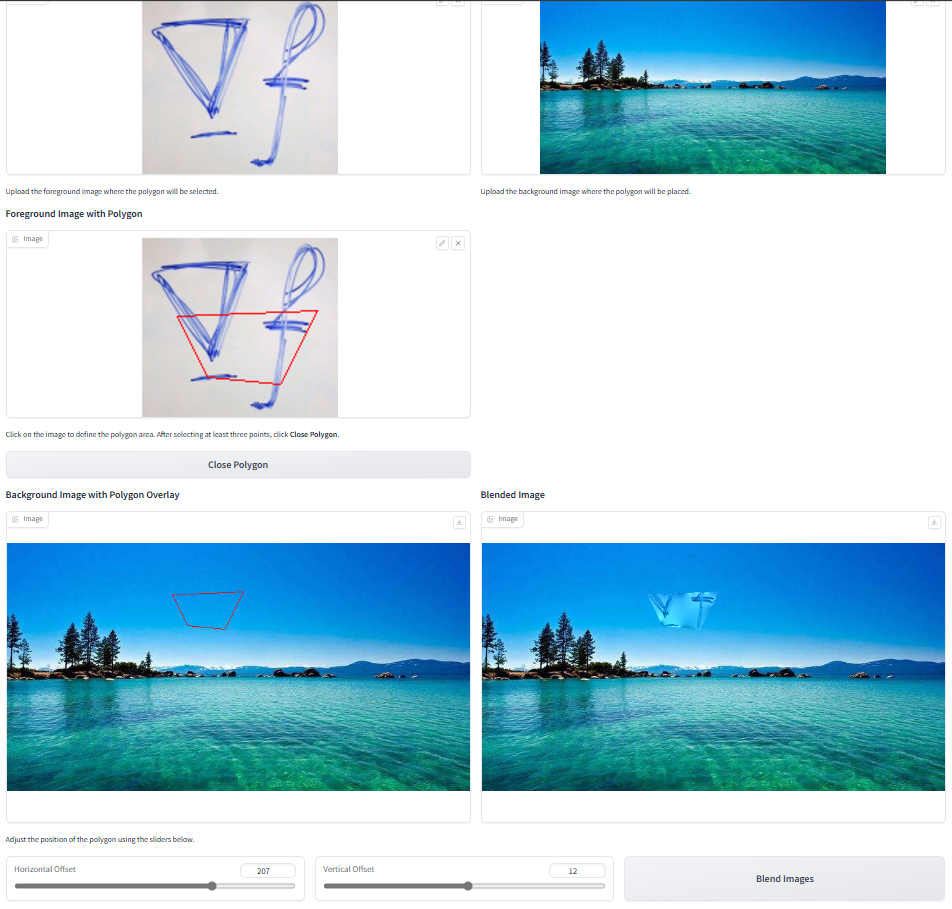 ∇ f
Upload the foreground image where the polygon will be selected.
Upload the background image where the polygon will be placed.
Foreground Image with Polygon
Image
∇ f
Click on the image to define the polygon area. After selecting at least three points, click Close Polygon.
Close Polygon
Background Image with Polygon Overlay
Blended Image
Image
Image
Adjust the position of the polygon using the sliders below.
Horizontal Offset
207
Vertical Offset
12
Blend Images